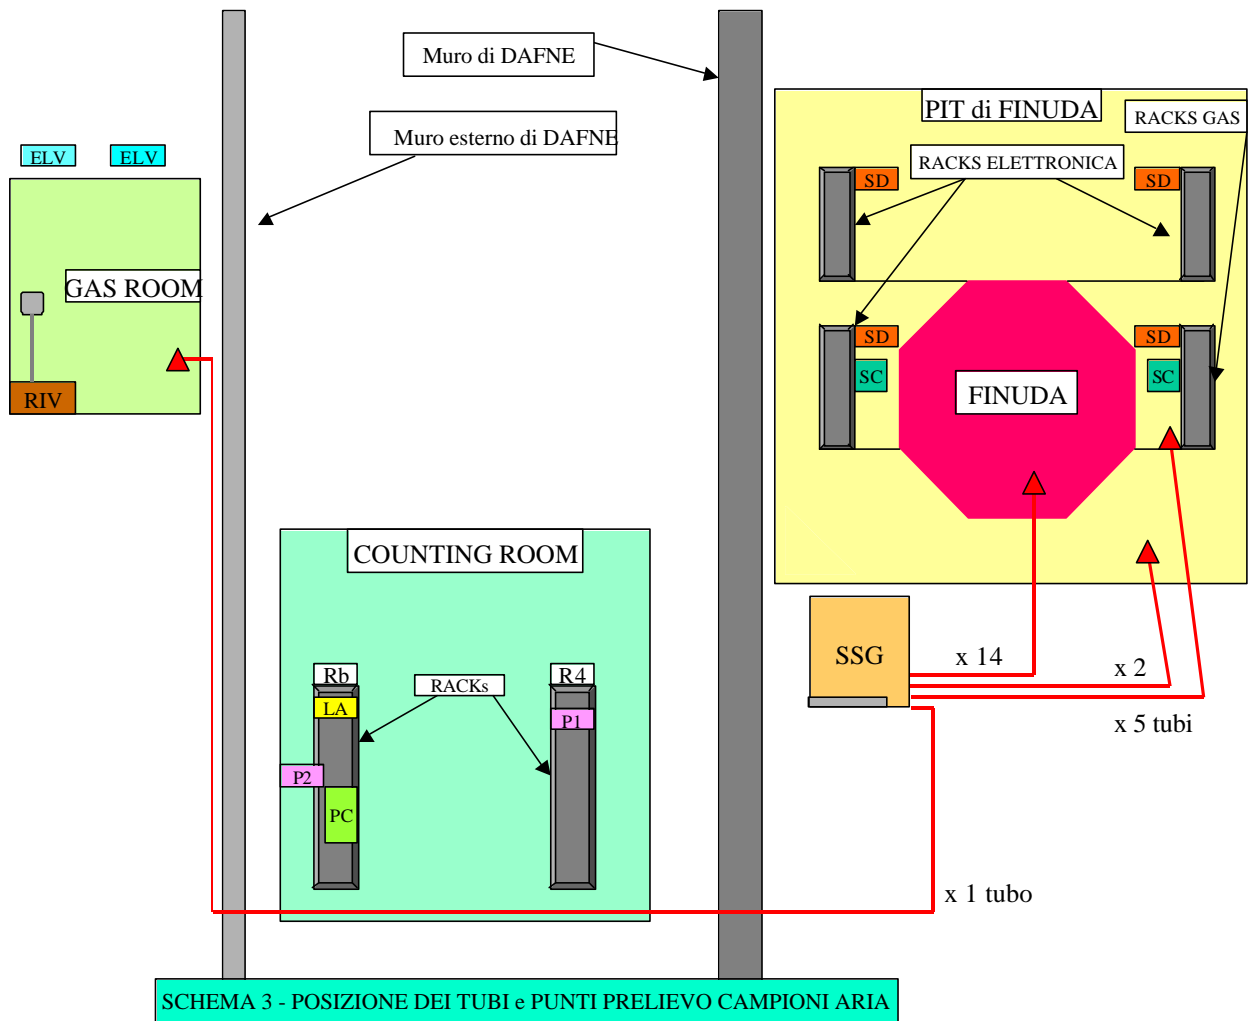 Muro di DAFNE
Muro esterno di DAFNE
PIT di FINUDA
RACKS GAS
RACKS ELETTRONICA
ELV
ELV
SD
SD
GAS ROOM
RIV
SD
SD
SC
SC
FINUDA
COUNTING ROOM
SSG
x 14
x 2
x 5 tubi
Rb
RACKs
R4
LA
P1
P2
PC
x 1 tubo
SCHEMA 3 - POSIZIONE DEI TUBI e PUNTI PRELIEVO CAMPIONI ARIA